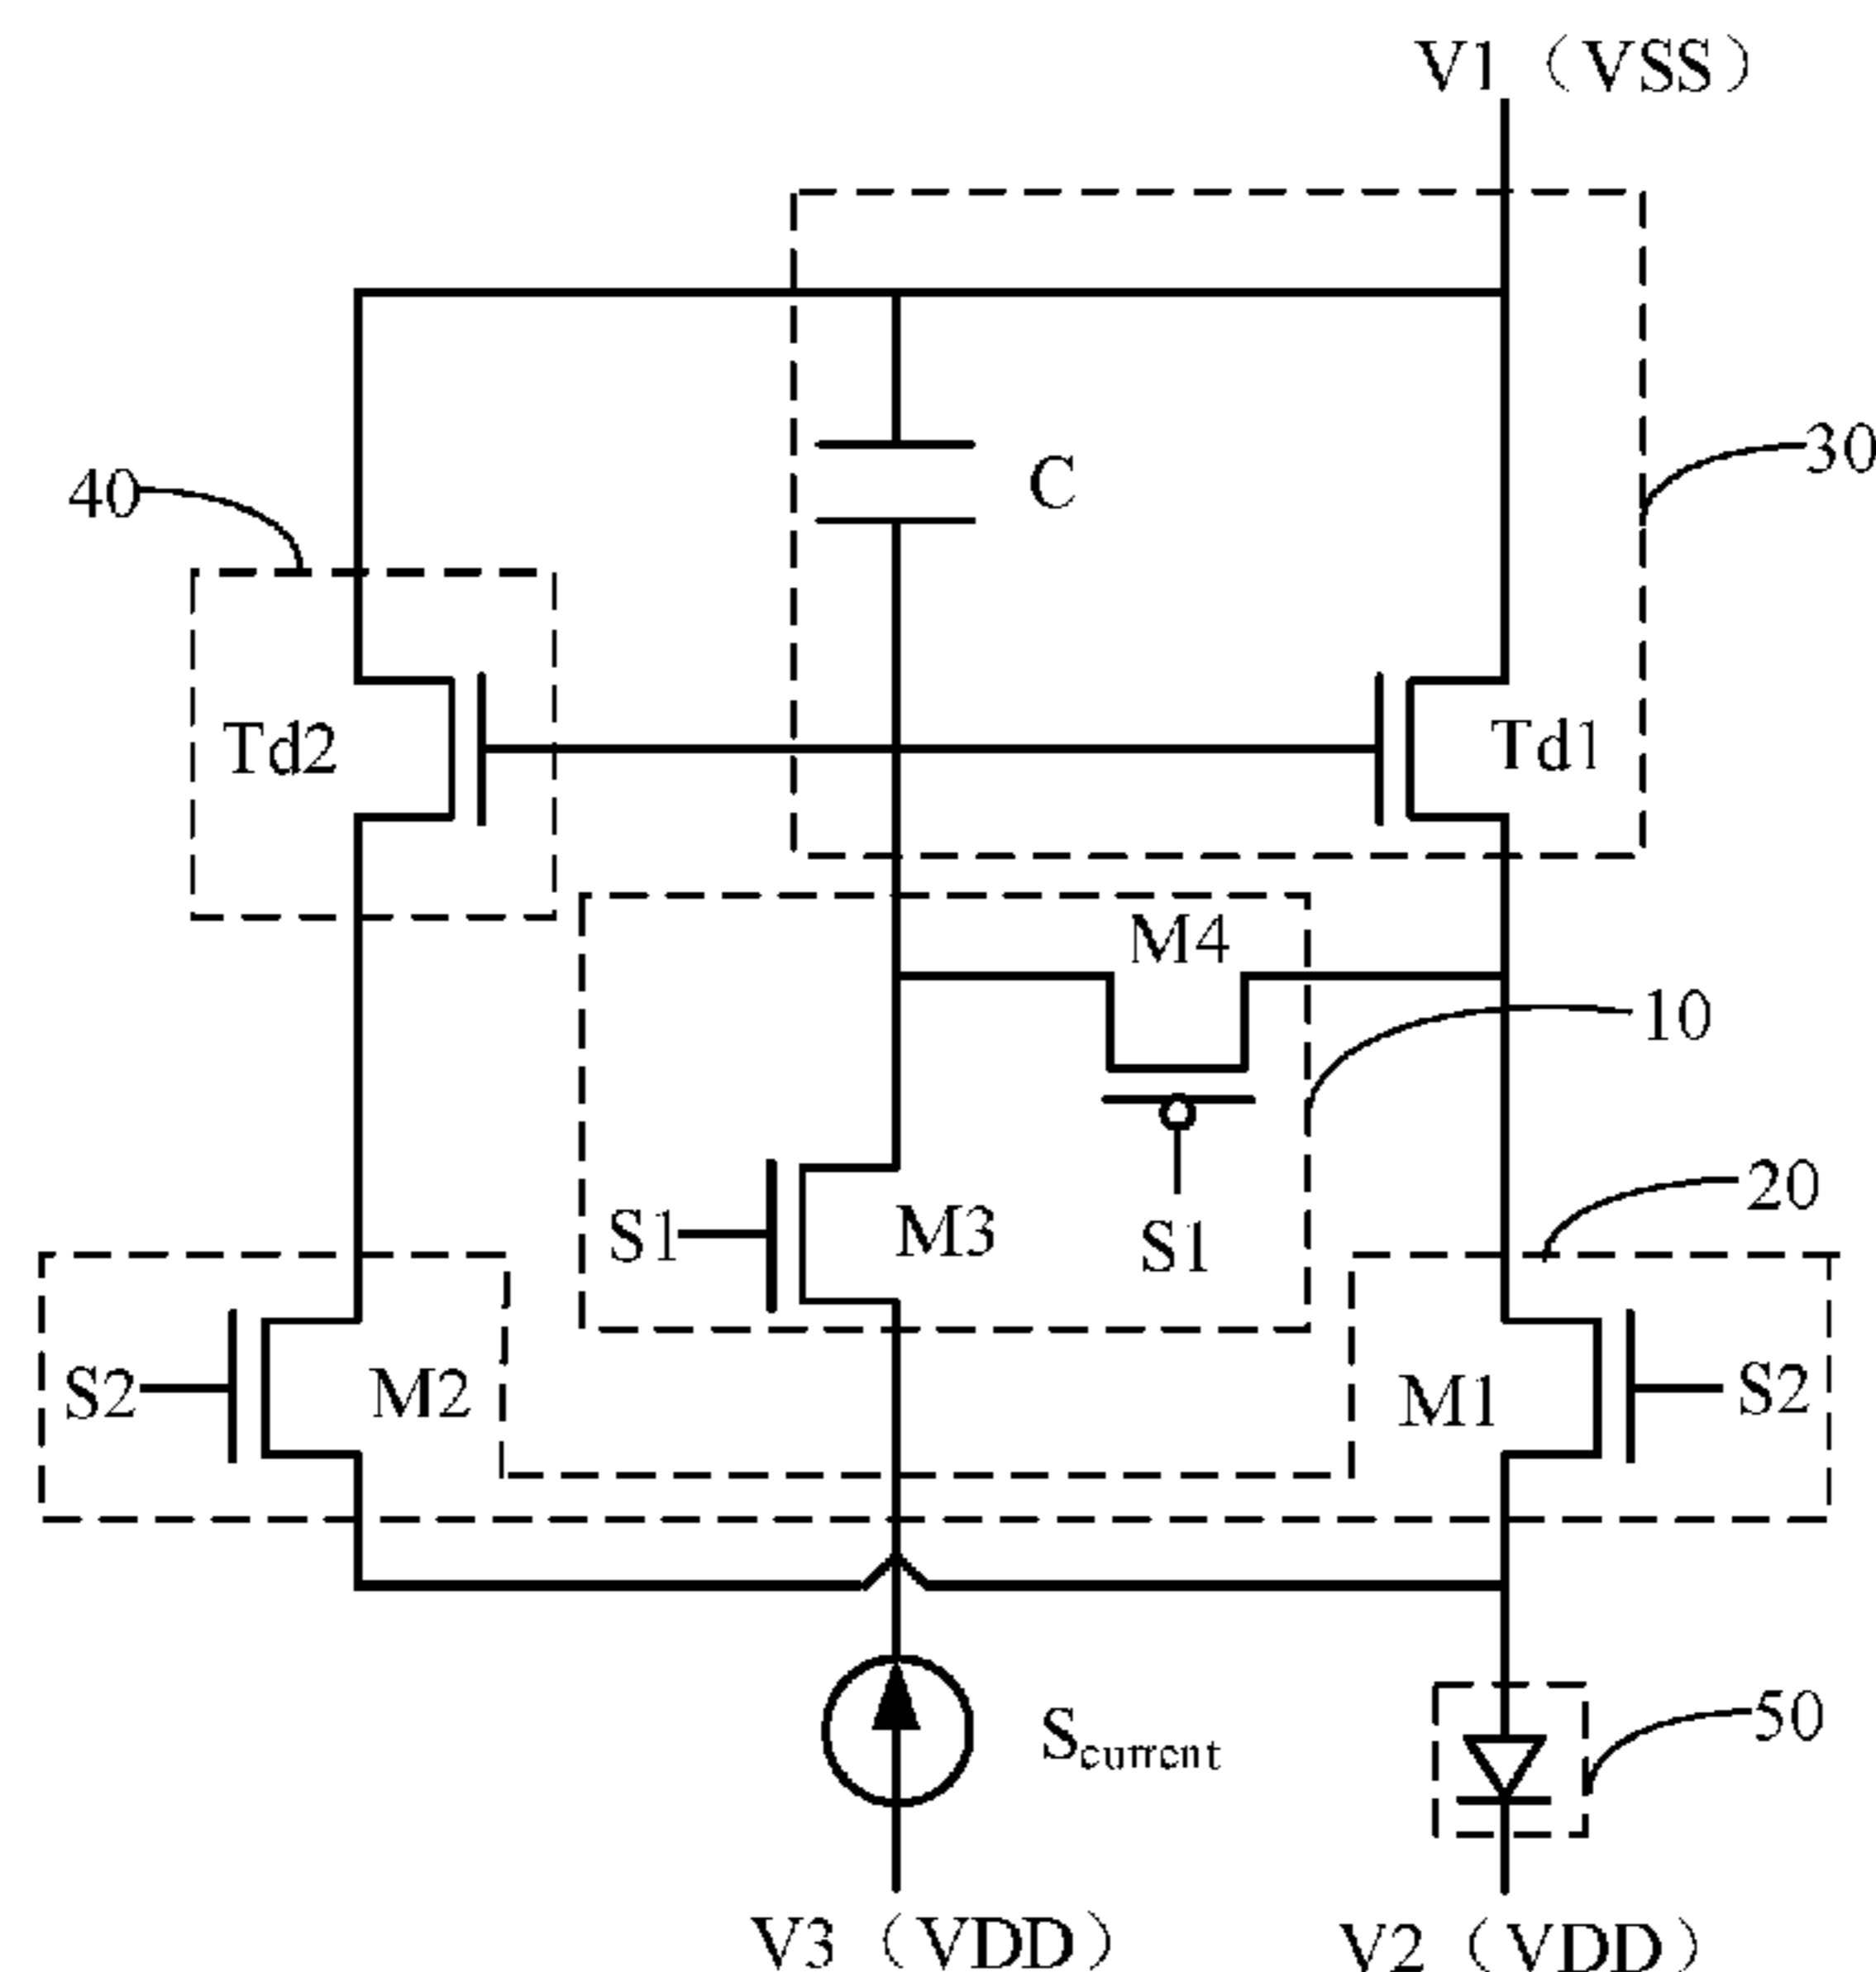 V1（VSS）
30
C
40
Td2
Td1
M4
10
20
S1
M3
S1
S2
M2
M1
S2
Scurrent
50
V3（VDD）
V2（VDD）